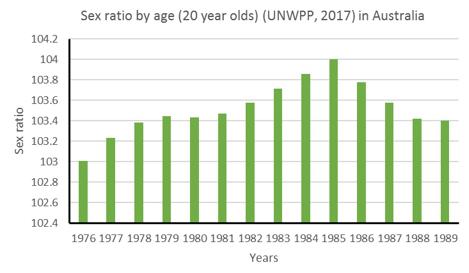 Sex ratio by age (20 year olds) (UNWPP, 2017) in Australia
104.2
104
103.8
103.6
103.4
103.2
103
102.8
102.6
102.4
Sex ratio
1976 1977 1978 1979 1980 1981 1982 1983 1984 1985 1986 1987 1988 1989
Years